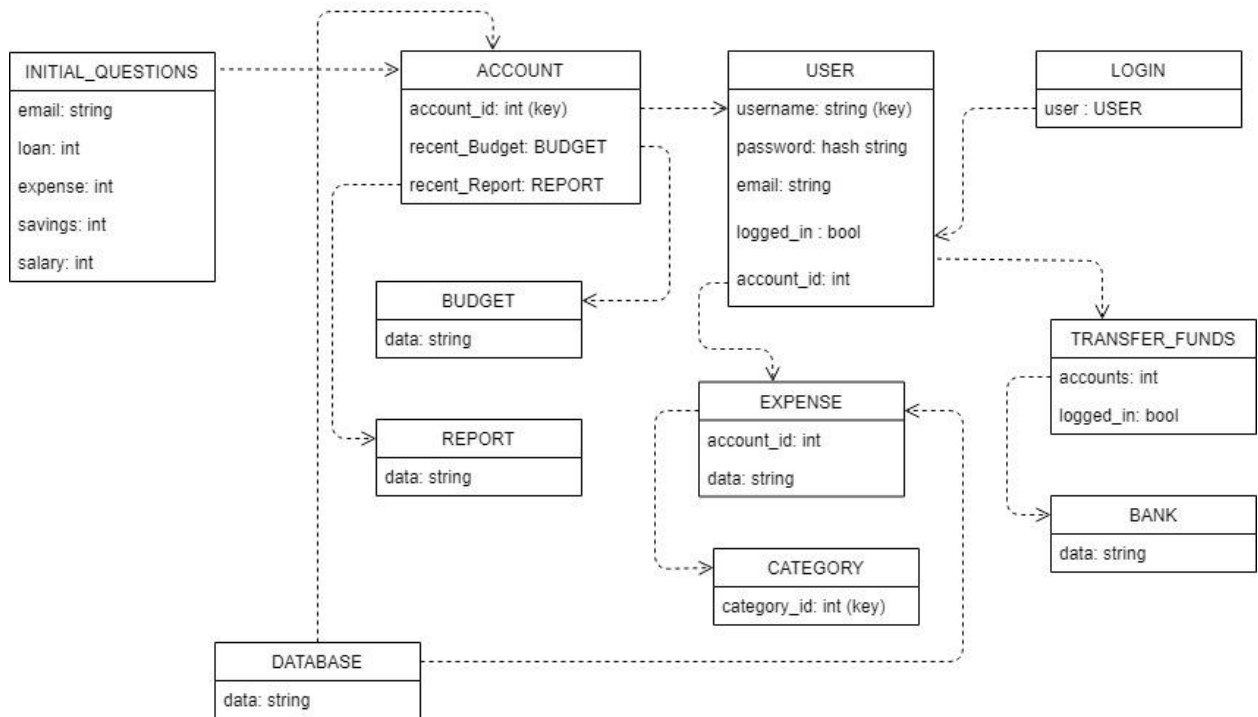 INITIAL_QUESTIONS
email: string
loan: int
expense: int
savings: int
salary: int
ACCOUNT
account_id: int (key)
recent_Budget: BUDGET
recent_Report: REPORT
USER
username: string (key)
password: hash string
email: string
logged_in : bool
account_id: int
LOGIN
user : USER
BUDGET
data: string
REPORT
data: string
EXPENSE
account_id: int
data: string
TRANSFER_FUNDS
accounts: int
logged_in: bool
BANK
data: string
CATEGORY
category_id: int (key)
DATABASE
data: string